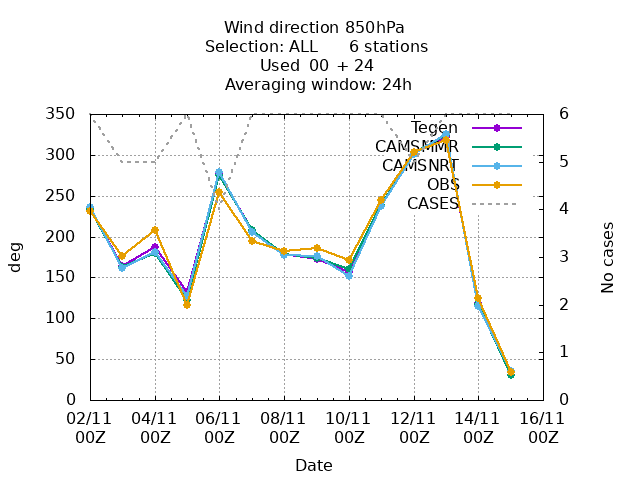 Wind direction 850hPa
Selection: ALL      6 stations
Used  00  + 24
Averaging window: 24h
350
300
250
200
150
100
50
0
deg
6
5
4
3
2
1
0
No cases
Tegen
CAMSMMR
CAMSNRT
OBS
CASES
02/11 04/11 06/11 08/11 10/11 12/11 14/11 16/11
00Z 00Z 00Z 00Z 00Z 00Z 00Z 00Z
Date